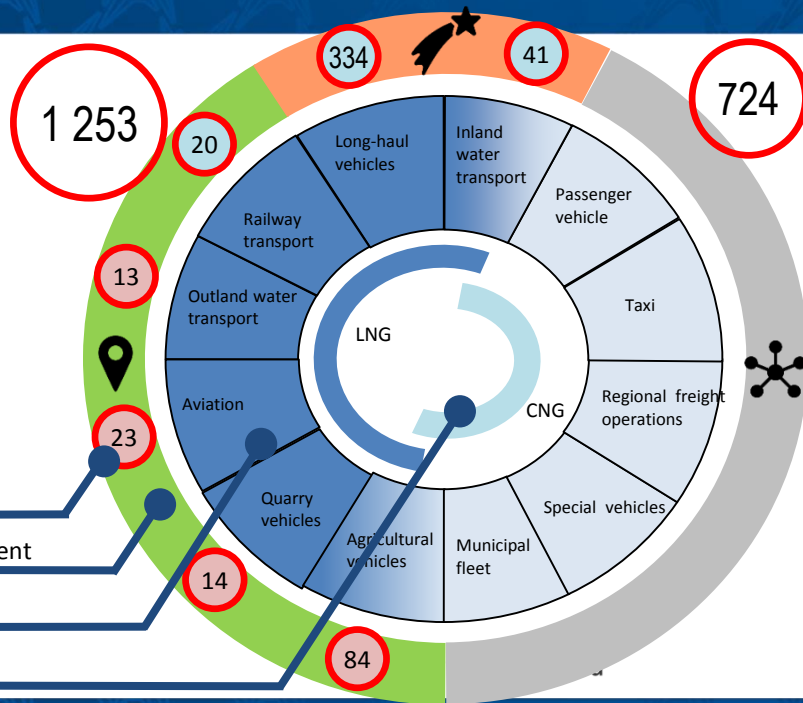 334
41
1 253
724
20
Long-haul
vehicles
Inland
water
transport
Passenger
vehicle
Railway
transport
13
Outland water
transport
LNG
Taxi
Aviation
CNG
Regional freight
operations
23
Quarry
vehicles
Special vehicles
Agricultural
vehicles
Municipal
fleet
ent
14
84